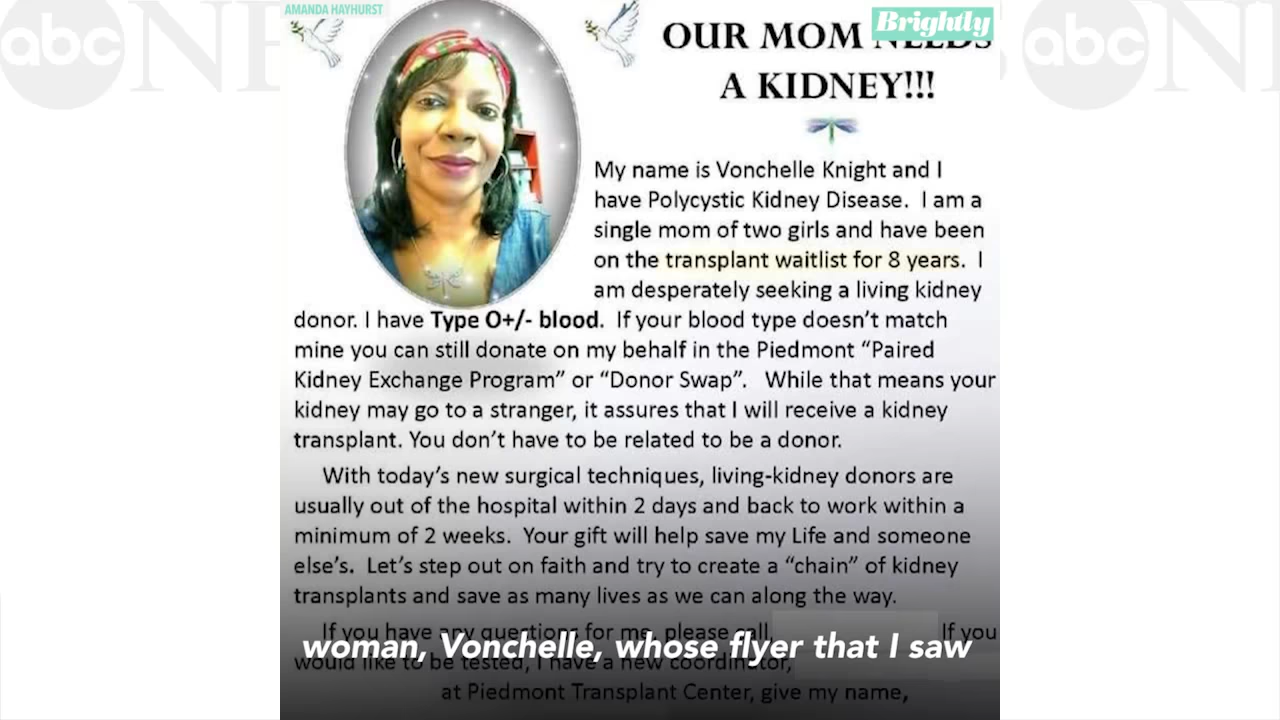 AMANDA HAYHURST
Brightly
abc NE
abc NE
OUR MOM NEEDS
A KIDNEY!!!
My name is Vonchelle Knight and I
have Polycystic Kidney Disease. I am a
single mom of two girls and have been
on the transplant waitlist for 8 years. I
am desperately seeking a living kidney
donor. I have Type O+/- blood. If your blood type doesn't match
mine you can still donate on my behalf in the Piedmont “Paired
Kidney Exchange Program” or “Donor Swap”. While that means your
kidney may go to a stranger, it assures that I will receive a kidney
transplant. You don't have to be related to be a donor.
With today's new surgical techniques, living-kidney donors are
usually out of the hospital within 2 days and back to work within a
minimum of 2 weeks. Your gift will help save my Life and someone
else's. Let's step out on faith and try to create a “chain” of kidney
transplants and save as many lives as we can along the way.
If you have any questions for me, please call, If you
woman, Vonchelle, whose flyer that I saw
would like to be tested, I have a new coordinator,
at Piedmont Transplant Center, give my name,